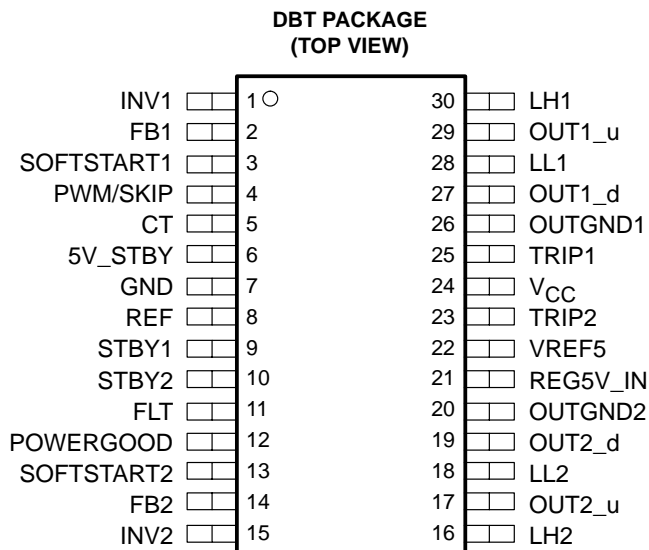 DBT PACKAGE
(TOP VIEW)
INV1 1 30 LH1
FB1 2 29 OUT1_u
SOFTSTART1 3 28 LL1
PWM/SKIP 4 27 OUT1_d
CT 5 26 OUTGND1
5V_STBY 6 25 TRIP1
GND 7 24 VCC
REF 8 23 TRIP2
STBY1 9 22 VREF5
STBY2 10 21 REG5V_IN
FLT 11 20 OUTGND2
POWERGOOD 12 19 OUT2_d
SOFTSTART2 13 18 LL2
FB2 14 17 OUT2_u
INV2 15 16 LH2